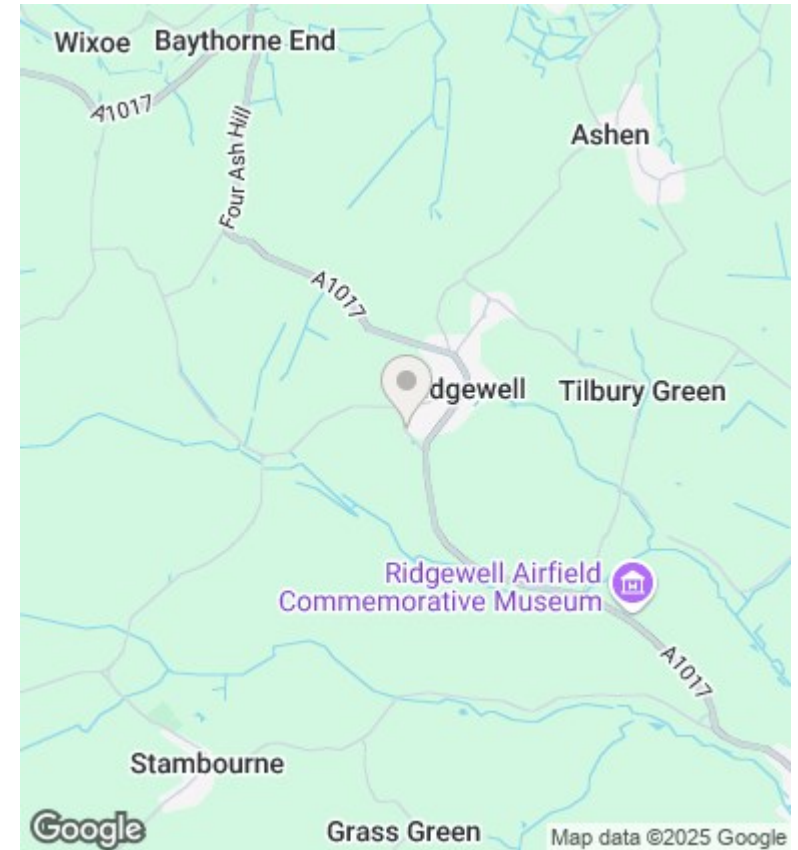 Wixoe
Baythorne End
A1017
Four Ash Hill
Ashen
A1017
dgewell
Tilbury Green
Ridgewell Airfield
Commemorative Museum
A1017
Stambourne
Grass Green
Google
Map data ©2025 Google